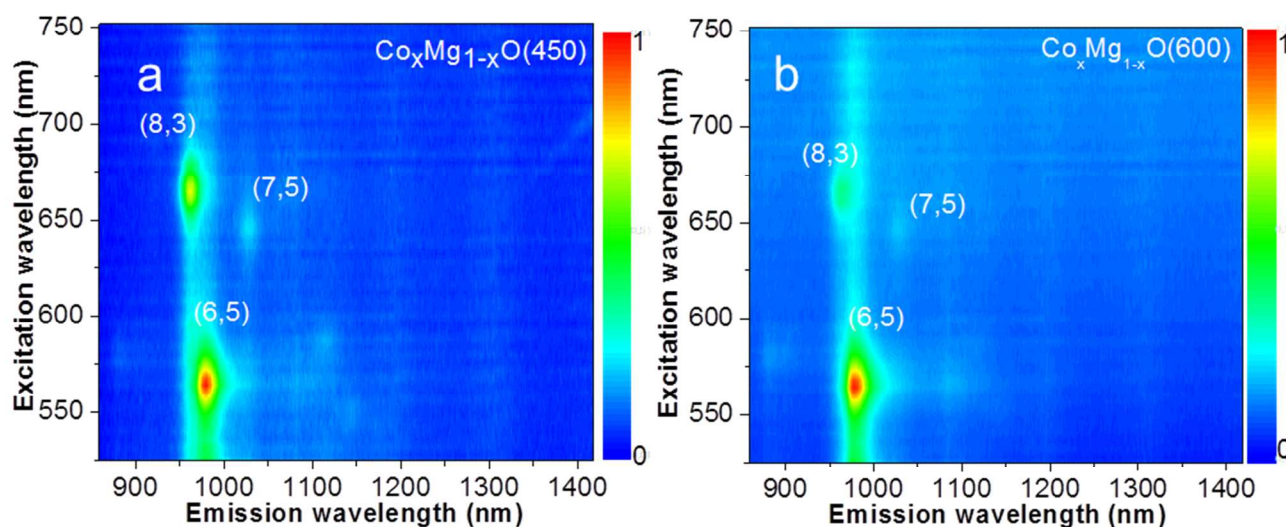 a
CoxMg1-xO(450)
(8,3)
(7,5)
(6,5)
750
700
650
600
550
Excitation wavelength (nm)
900 1000 1100 1200 1300 1400
Emission wavelength (nm)
1
0
b
CoxMg1-xO(600)
(8,3)
(7,5)
(6,5)
750
700
650
600
550
Excitation wavelength (nm)
900 1000 1100 1200 1300 1400
Emission wavelength (nm)
1
0